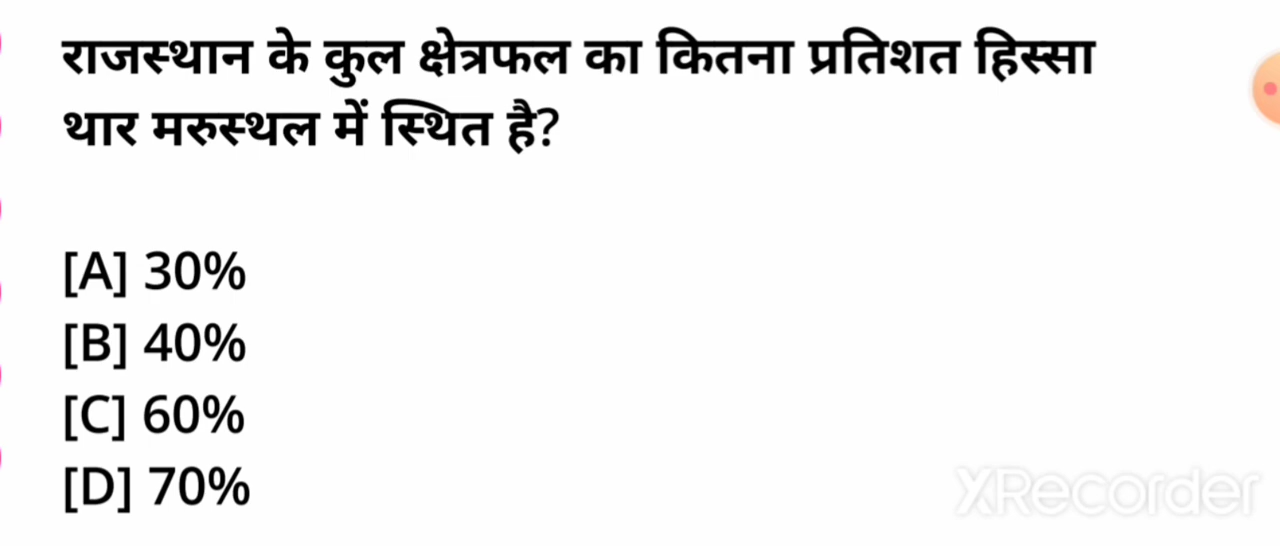 राजस्थान के कुल क्षेत्रफल का कितना प्रतिशत हिस्सा
थार मरुस्थल में स्थित है?
[A] 30%
[B] 40%
[C] 60%
[D] 70%
XRecorder